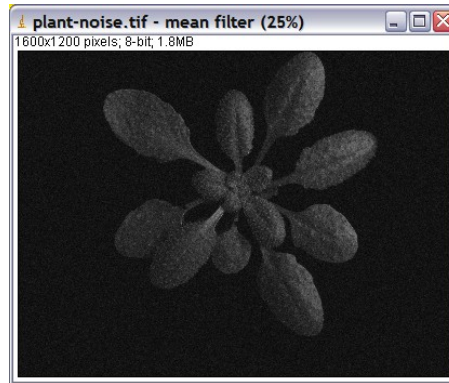 plant-noise.tif - mean filter (25%)
1600x1200 pixels; 8-bit; 1.8MB